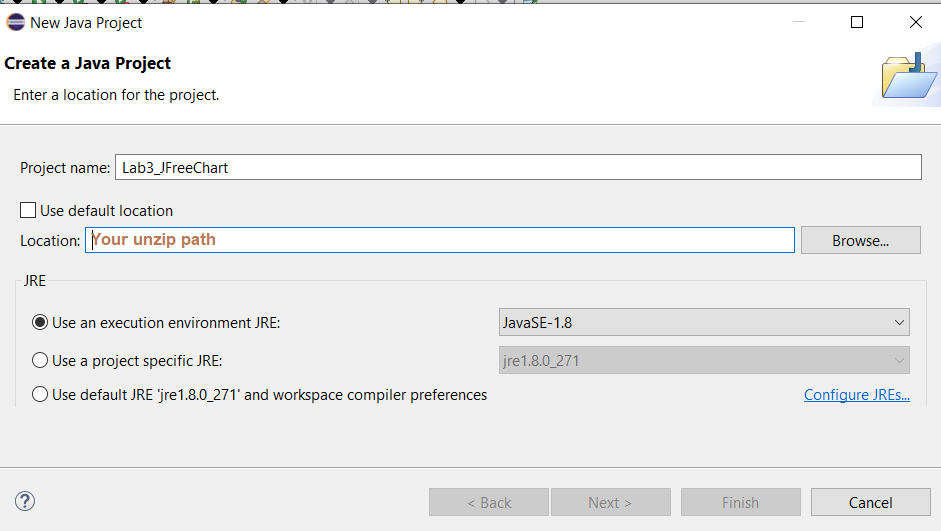 New Java Project
Create a Java Project
Enter a location for the project.
Project name: Lab3_JFreeChart
Use default location
Location: Your unzip path Browse...
JRE
Use an execution environment JRE: JavaSE-1.8
Use a project specific JRE: jre1.8.0_271
Use default JRE 'jre1.8.0_271' and workspace compiler preferences Configure JREs...
? < Back Next > Finish Cancel